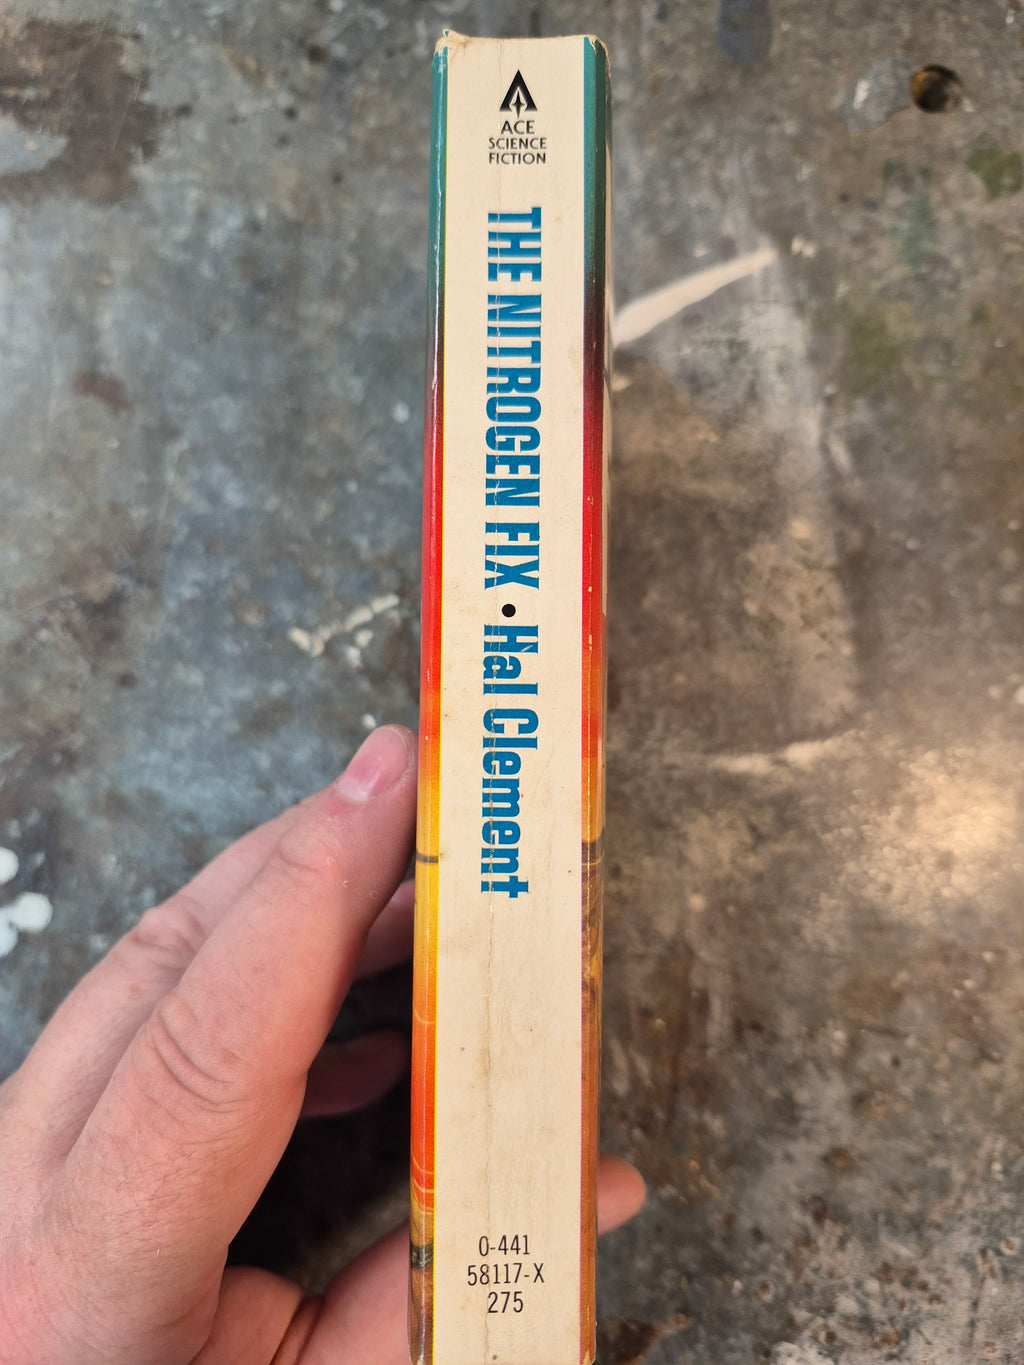 ACE
SCIENCE
FICTION
THE NITROGEN FIX • Hal Clement
0-441
58117-X
275